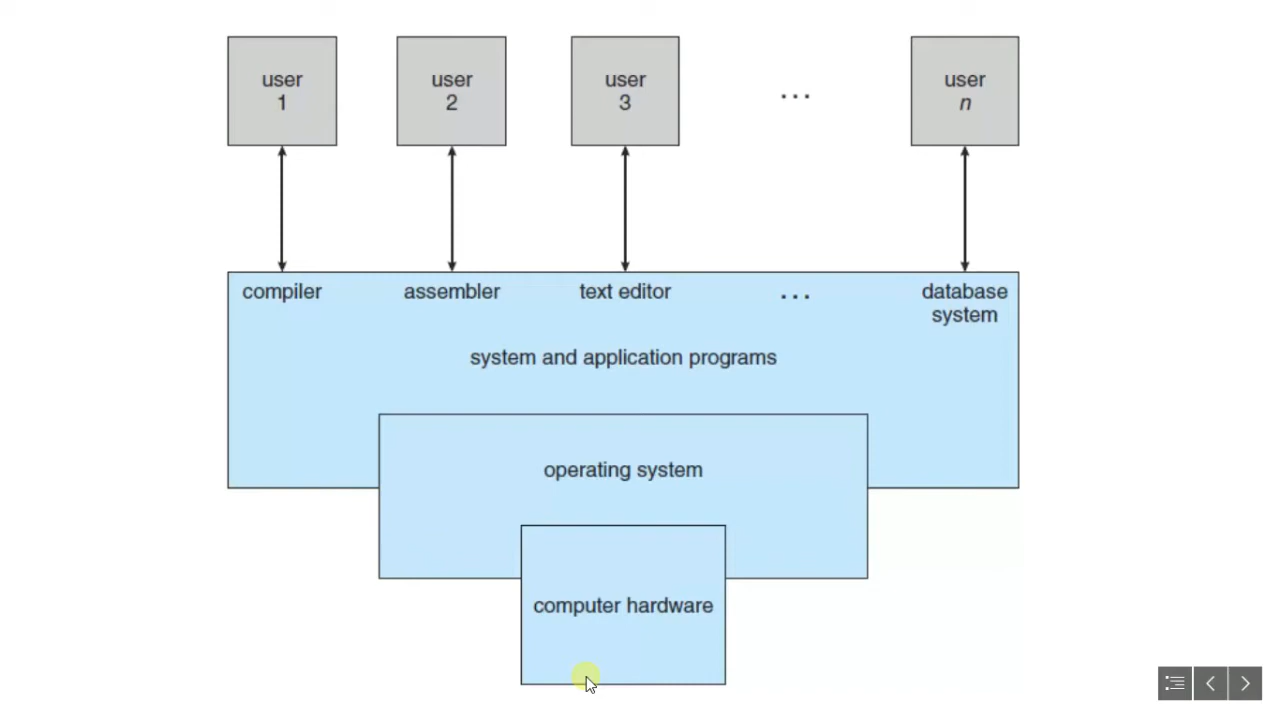 user
1
user
2
user
3
...
user
n
compiler
assembler
text editor
...
database
system
system and application programs
operating system
computer hardware